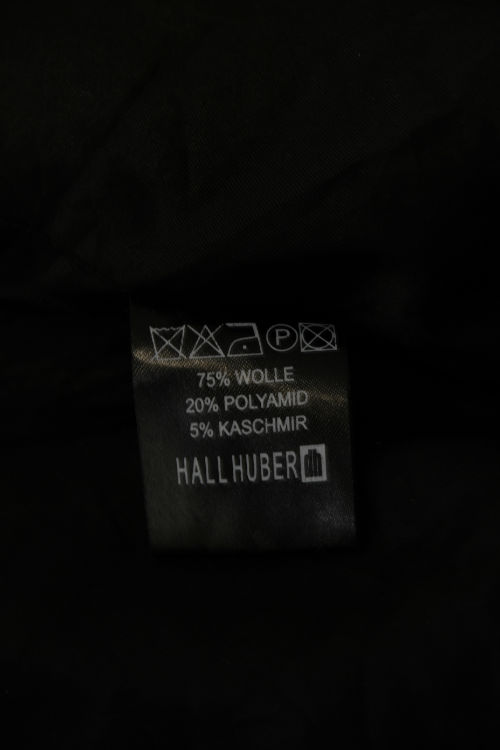 P
75% WOLLE
20% POLYAMID
5% KASCHMIR
HALLHUBER